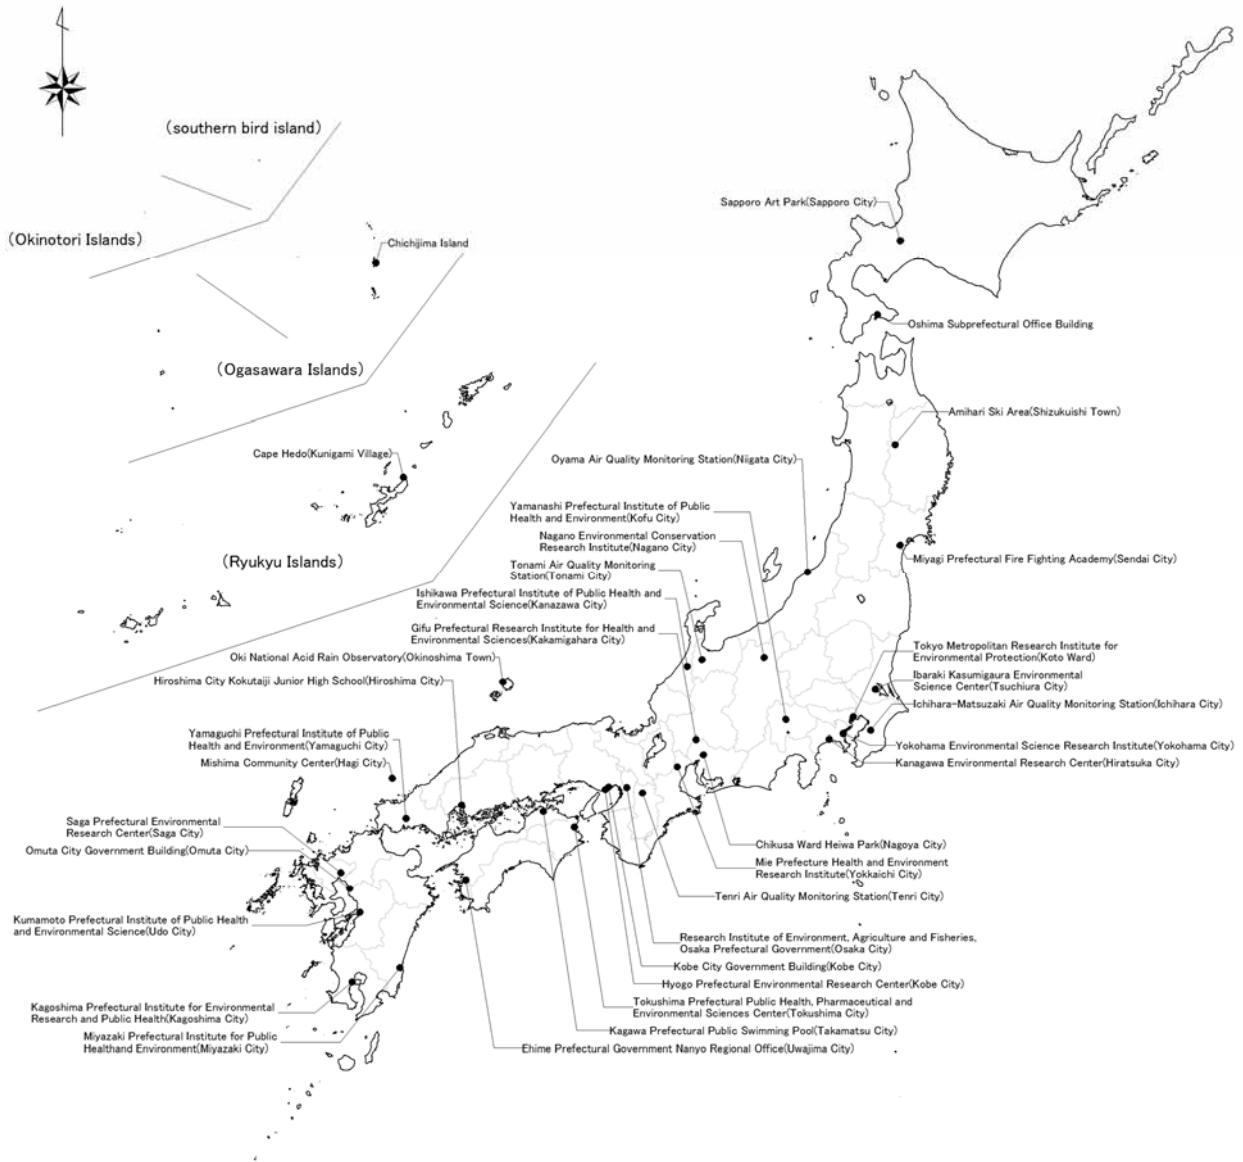 (southern bird island)
Sapporo Art Park(Sapporo City)
(Okinotori Islands)
Chichijima Island
Oshima Subprefectural Office Building
(Ogasawara Islands)
Amihari Ski Area(Shizukuishi Town)
Cape Hedo(Kunigami Village)
Oyama Air Quality Monitoring Station(Niigata City)
Yamanashi Prefectural Institute of Public
Health and Environment(Kofu City)
Nagano Environmental Conservation
Research Institute(Nagano City)
Miyagi Prefectural Fire Fighting Academy(Sendai City)
(Ryukyu Islands)
Tonami Air Quality Monitoring
Station(Tonami City)
Ishikawa Prefectural Institute of Public Health and
Environmental Science(Kanazawa City)
Gifu Prefectural Research Institute for Health and
Environmental Sciences(Kakamigahara City)
Oki National Acid Rain Observatory(Okinoshima Town)
Hiroshima City Kokutaiji Junior High School(Hiroshima City)
Tokyo Metropolitan Research Institute for
Environmental Protection(Koto Ward)
Ibaraki Kasumigaura Environmental
Science Center(Tsuchiura City)
Ichihara-Matsuzaki Air Quality Monitoring Station(Ichihara City)
Yokohama Environmental Science Research Institute(Yokohama City)
Kanagawa Environmental Research Center(Hiratsuka City)
Yamaguchi Prefectural Institute of Public
Health and Environment(Yamaguchi City)
Mishima Community Center(Hagi City)
Saga Prefectural Environmental
Research Center(Saga City)
Omuta City Government Building(Omuta City)
Chikusa Ward Heiwa Park(Nagoya City)
Mie Prefecture Health and Environment
Research Institute(Yokkaichi City)
Tenri Air Quality Monitoring Station(Tenri City)
Kumamoto Prefectural Institute of Public Health
and Environmental Science(Udo City)
Research Institute of Environment, Agriculture and Fisheries,
Osaka Prefectural Government(Osaka City)
Kobe City Government Building(Kobe City)
Hyogo Prefectural Environmental Research Center(Kobe City)
Kagoshima Prefectural Institute for Environmental
Research and Public Health(Kagoshima City)
Tokushima Prefectural Public Health, Pharmaceutical and
Environmental Sciences Center(Tokushima City)
Kagawa Prefectural Public Swimming Pool(Takamatsu City)
Miyazaki Prefectural Institute for Public
Healthand Environment(Miyazaki City)
Ehime Prefectural Government Nanyo Regional Office(Uwajima City)